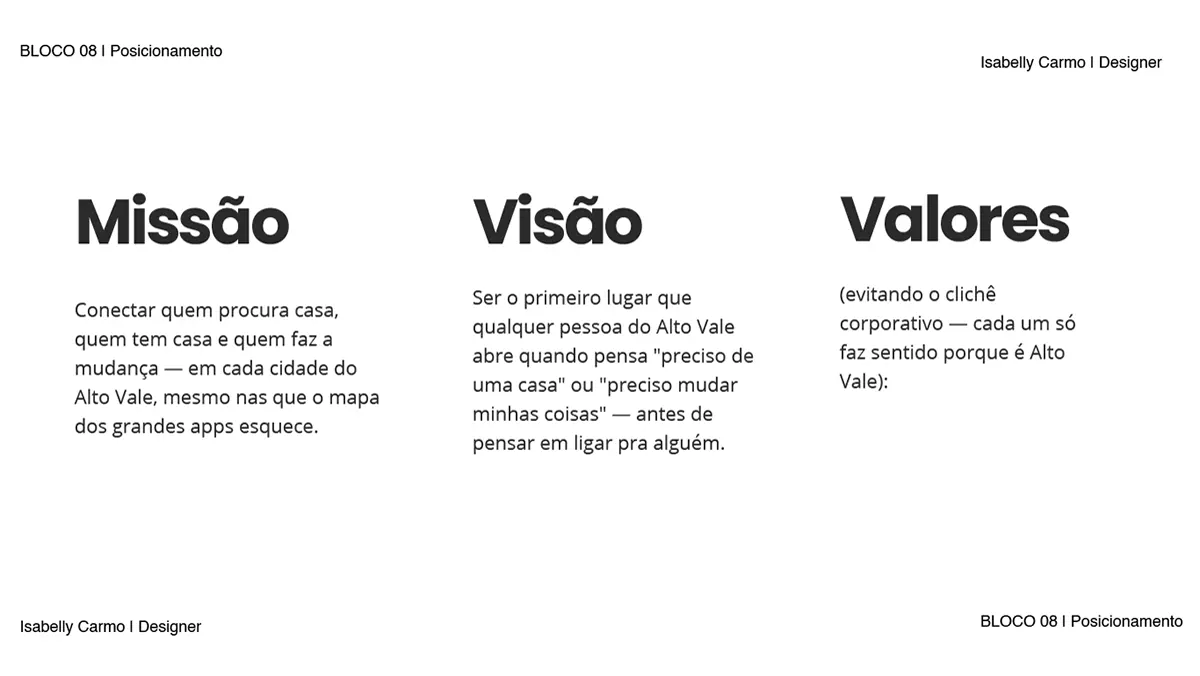 BLOCO 08 | Posicionamento
Isabelly Carmo | Designer
Missão
Conectar quem procura casa,
quem tem casa e quem faz a
mudança — em cada cidade do
Alto Vale, mesmo nas que o mapa
dos grandes apps esquece.
Visão
Ser o primeiro lugar que
qualquer pessoa do Alto Vale
abre quando pensa "preciso de
uma casa" ou "preciso mudar
minhas coisas" — antes de
pensar em ligar pra alguém.
Valores
(evitando o clichê
corporativo — cada um só
faz sentido porque é Alto
Vale):
Isabelly Carmo | Designer
BLOCO 08 | Posicionamento